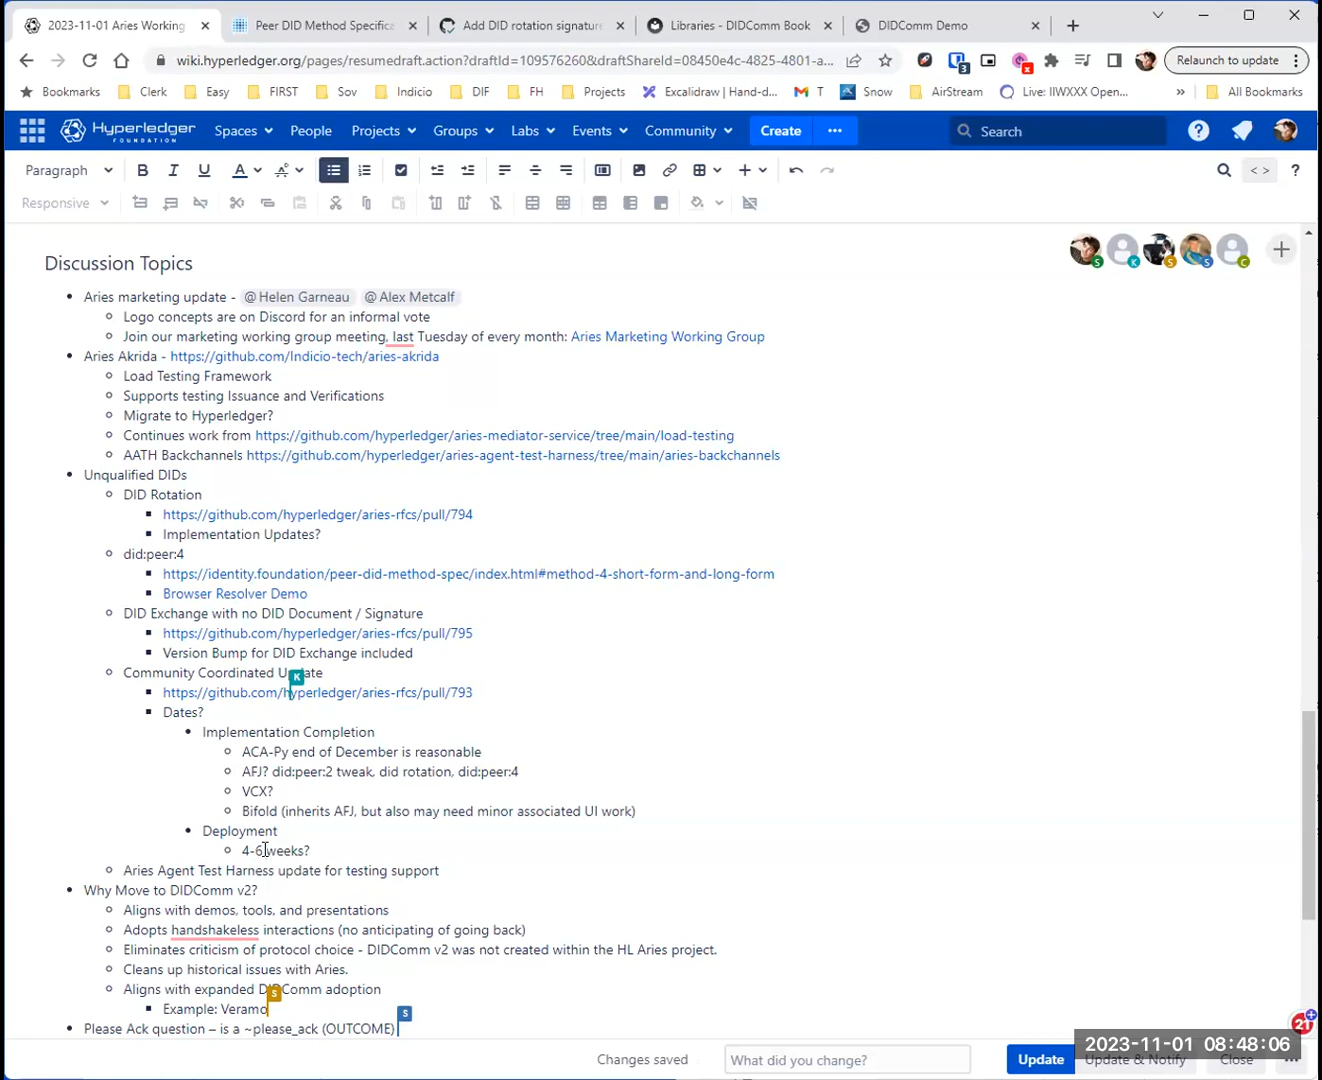 2023-11-01 Aries Working
Peer DID Method Specifica
Add DID rotation signature
Libraries - DIDComm Book
DIDComm Demo
wiki.hyperledger.org/pages/resumedraft.action?draftId=109576260&draftShareId=08450e4c-4825-4801-a...
3
Relaunch to update
Bookmarks
Clerk
Easy
FIRST
Sov
Indicio
DIF
FH
Projects
Excalidraw | Hand-d...
T
Snow
AirStream
Live: IIWXXX Open...
»
All Bookmarks
HYPERLEDGER
FOUNDATION
Spaces
People
Projects
Groups
Labs
Events
Community
Create
Search
Paragraph
B I U A
< >
?
Responsive
S K S S C
Discussion Topics
• Aries marketing update - @Helen Garneau @Alex Metcalf
Logo concepts are on Discord for an informal vote
Join our marketing working group meeting, last Tuesday of every month: Aries Marketing Working Group
• Aries Akrida - https://github.com/Indicio-tech/aries-akrida
Load Testing Framework
Supports testing Issuance and Verifications
Migrate to Hyperledger?
Continues work from https://github.com/hyperledger/aries-mediator-service/tree/main/load-testing
AATH Backchannels https://github.com/hyperledger/aries-agent-test-harness/tree/main/aries-backchannels
• Unqualified DIDs
DID Rotation
https://github.com/hyperledger/aries-rfcs/pull/794
Implementation Updates?
did:peer:4
https://identity.foundation/peer-did-method-spec/index.html#method-4-short-form-and-long-form
Browser Resolver Demo
DID Exchange with no DID Document / Signature
https://github.com/hyperledger/aries-rfcs/pull/795
Version Bump for DID Exchange included
Community Coordinated Update
K
https://github.com/hyperledger/aries-rfcs/pull/793
Dates?
• Implementation Completion
ACA-Py end of December is reasonable
AFJ? did:peer:2 tweak, did rotation, did:peer:4
VCX?
Bifold (inherits AFJ, but also may need minor associated UI work)
• Deployment
4-6 weeks?
Aries Agent Test Harness update for testing support
• Why Move to DIDComm v2?
Aligns with demos, tools, and presentations
Adopts handshakeless interactions (no anticipating of going back)
Eliminates criticism of protocol choice - DIDComm v2 was not created within the HL Aries project.
Cleans up historical issues with Aries.
Aligns with expanded DIDComm adoption
S
Example: Veramo
S
• Please Ack question – is a ~please_ack (OUTCOME)
21
2023-11-01 08:48:06
Changes saved
What did you change?
Update
Update & Notify
Close